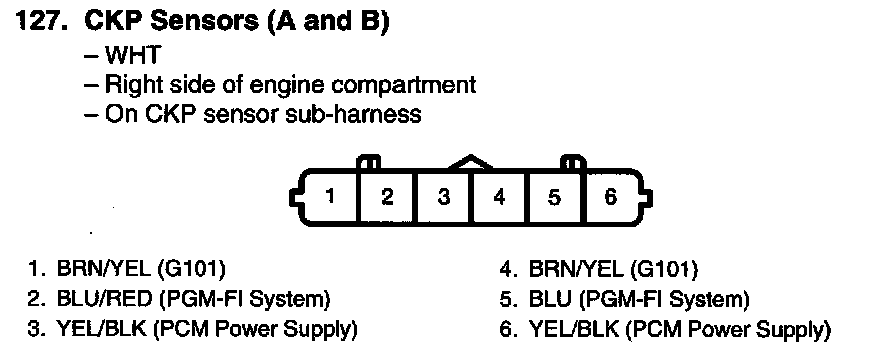 127. CKP Sensors (A and B)
– WHT
– Right side of engine compartment
– On CKP sensor sub-harness
1 2 3 4 5 6
1. BRN/YEL (G101)
2. BLU/RED (PGM-FI System)
3. YEL/BLK (PCM Power Supply)
4. BRN/YEL (G101)
5. BLU (PGM-FI System)
6. YEL/BLK (PCM Power Supply)